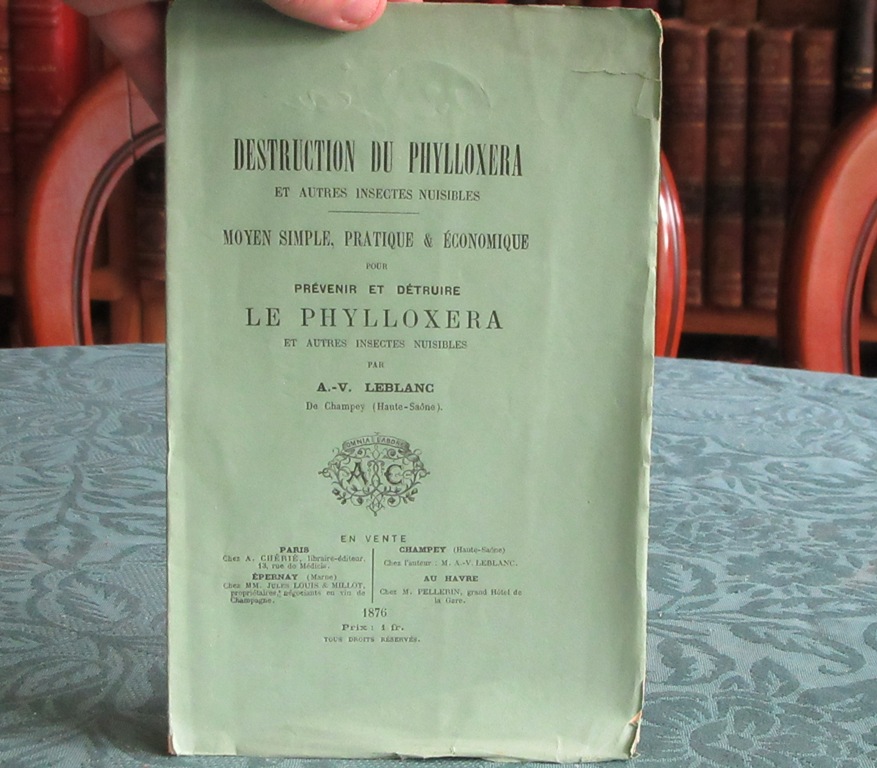 DESTRUCTION DU PHYLLOXERA
ET AUTRES INSECTES NUISIBLES
MOYEN SIMPLE, PRATIQUE & ÉCONOMIQUE
POUR
PRÉVENIR ET DÉTRUIRE
LE PHYLLOXERA
ET AUTRES INSECTES NUISIBLES
PAR
A.-V. LEBLANC
De Champey (Haute-Saône).
OMNIA LABORE
A C
EN VENTE
PARIS
Chez A. CHÉRIÉ, libraire-éditeur,
13, rue de Médicis.
ÉPERNAY (Marne)
Chez MM. JULES LOUIS & MILLOT,
propriétaires, négociants en vin de
Champagne.
CHAMPEY (Haute-Saône)
Chez l'auteur : M. A.-V. LEBLANC.
AU HAVRE
Chez M. PELLERIN, grand Hôtel de
la Gare.
1876
Prix : 1 fr.
TOUS DROITS RÉSERVÉS.